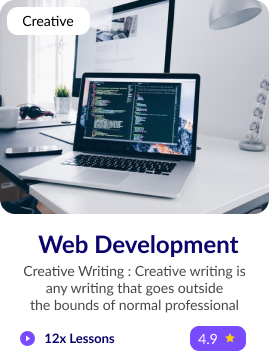 Creative
Web Development
Creative Writing : Creative writing is
any writing that goes outside
the bounds of normal professional
12x Lessons
4.9